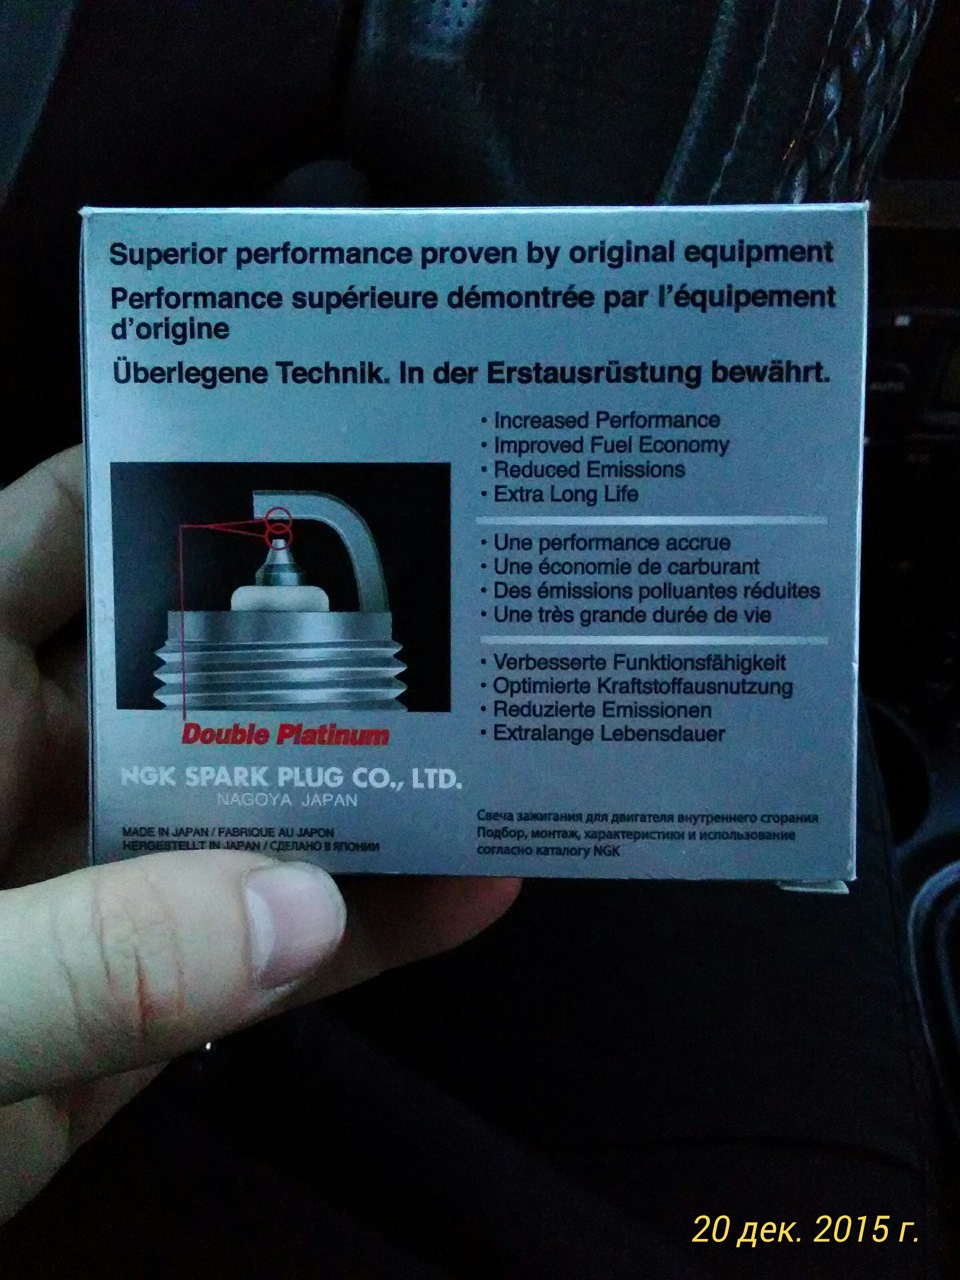 Superior performance proven by original equipment
Performance supérieure démontrée par l'équipement
d'origine
Überlegene Technik. In der Erstausrüstung bewährt.
• Increased Performance
• Improved Fuel Economy
• Reduced Emissions
• Extra Long Life
• Une performance accrue
• Une économie de carburant
• Des émissions polluantes réduites
• Une très grande durée de vie
• Verbesserte Funktionsfähigkeit
• Optimierte Kraftstoffausnutzung
• Reduzierte Emissionen
• Extralange Lebensdauer
Double Platinum
NGK SPARK PLUG CO., LTD.
NAGOYA JAPAN
MADE IN JAPAN / FABRIQUE AU JAPON
HERGESTELLT IN JAPAN / СДЕЛАНО В ЯПОНИИ
Свеча зажигания для двигателя внутреннего сгорания
Подбор, монтаж, характеристики и использование
согласно каталогу NGK
20 дек. 2015 г.